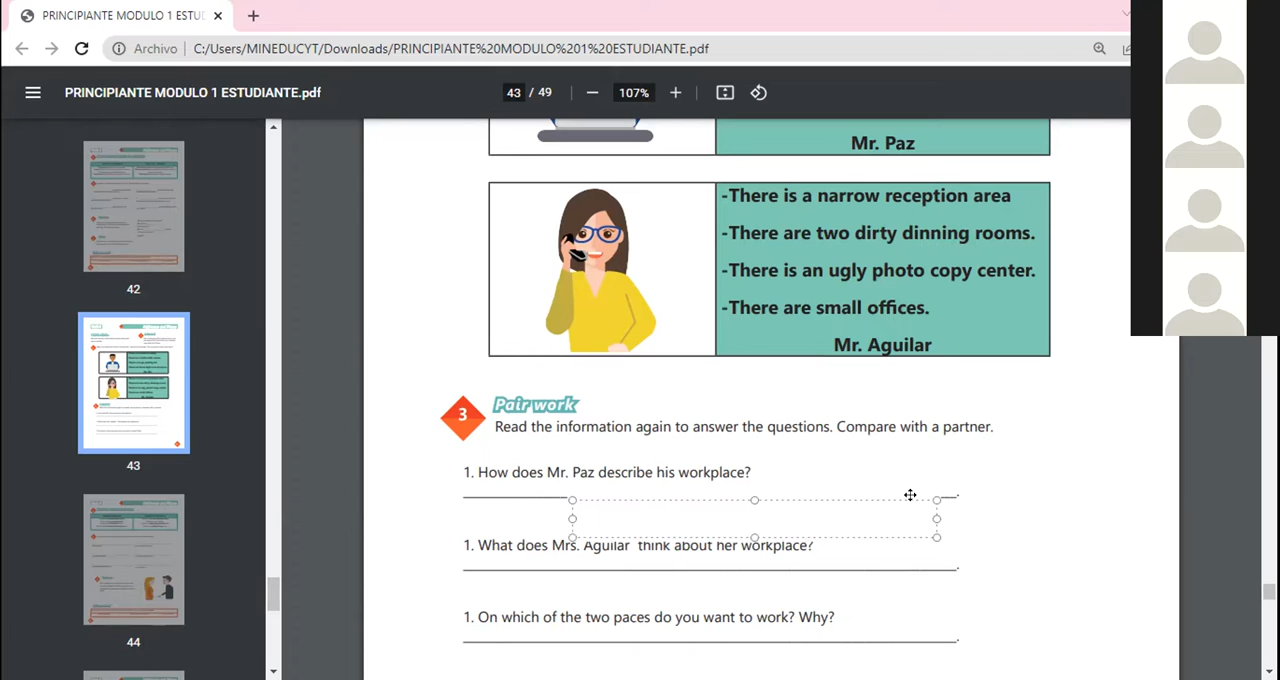 PRINCIPIANTE MODULO 1 ESTU
Archivo
C:/Users/MINEDUCYT/Downloads/PRINCIPIANTE%20MODULO%201%20ESTUDIANTE.pdf
PRINCIPIANTE MODULO 1 ESTUDIANTE.pdf
43 / 49
107%
42
43
44
Mr. Paz
-There is a narrow reception area
-There are two dirty dinning rooms.
-There is an ugly photo copy center.
-There are small offices.
Mr. Aguilar
3
Pair work
Read the information again to answer the questions. Compare with a partner.
1. How does Mr. Paz describe his workplace?
1. What does Mrs. Aguilar think about her workplace?
1. On which of the two paces do you want to work? Why?